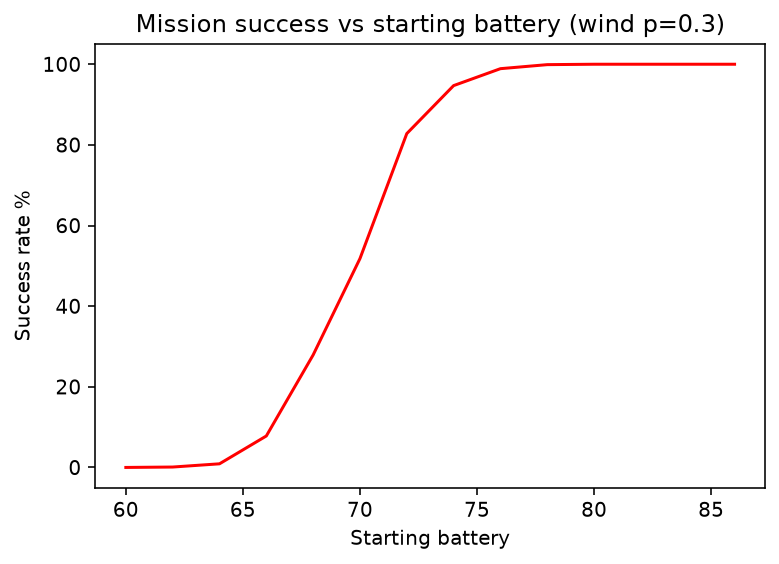 Mission success vs starting battery (wind p=0.3)
100
80
60
40
20
0
Success rate %
60 65 70 75 80 85
Starting battery